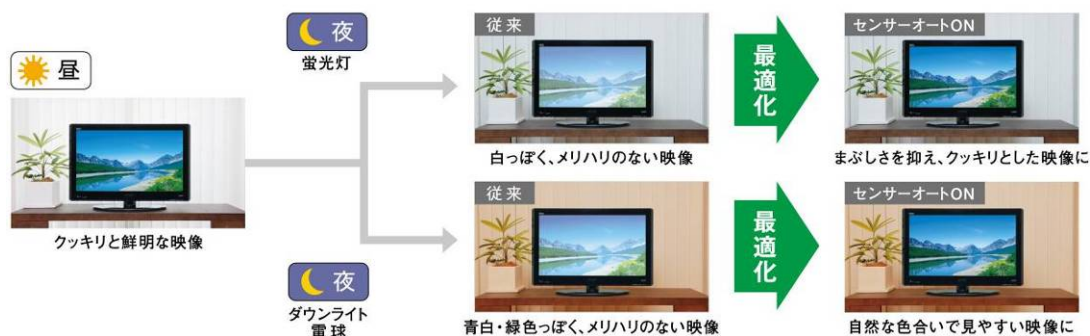 昼
クッキリと鮮明な映像
夜
蛍光灯
従来
白っぽく、メリハリのない映像
最適化
センサーオートON
まぶしさを抑え、クッキリとした映像に
夜
ダウンライト
電球
従来
青白・緑色っぽく、メリハリのない映像
最適化
センサーオートON
自然な色合いで見やすい映像に